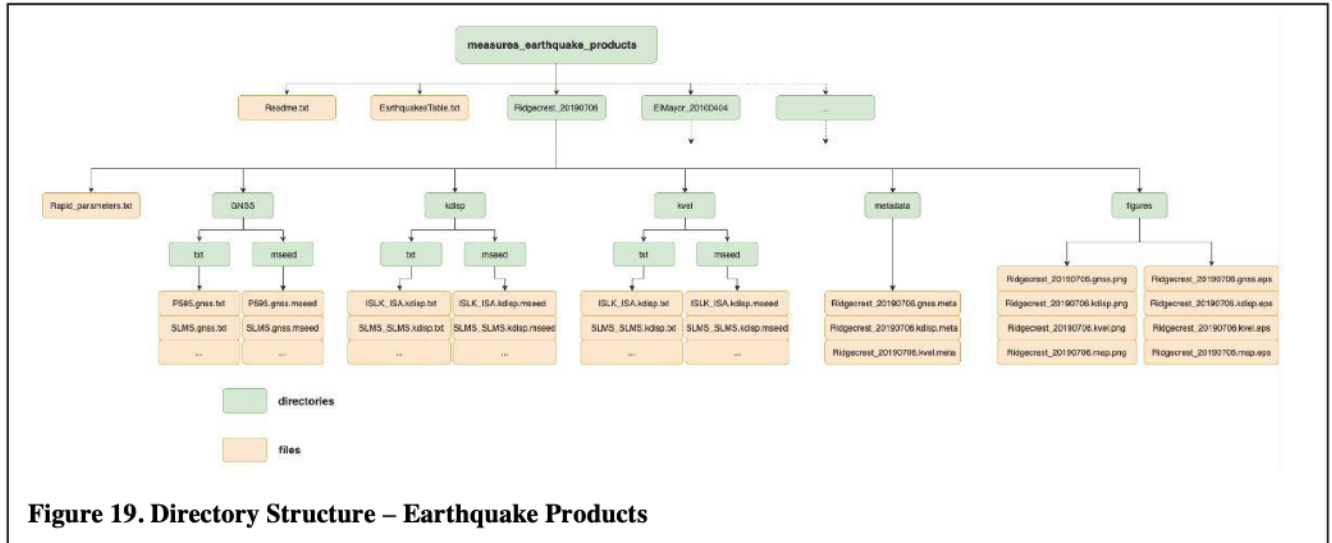 measures_earthquake_products
Readme.txt EarthquakesTable.txt Ridgecrest_20190706 ElMayor_20100404 ...
Rapid_parameters.txt GNSS kdisp kvel metadata figures
txt mseed txt mseed txt mseed
P595.gnss.txt P595.gnss.mseed ISLK_ISA.kdisp.txt ISLK_ISA.kdisp.mseed ISLK_ISA.kdisp.txt ISLK_ISA.kdisp.mseed Ridgecrest_20190706.gnss.meta Ridgecrest_20190706.gnss.png Ridgecrest_20190706.gnss.eps
SLMS.gnss.txt SLMS.gnss.mseed SLMS_SLMS.kdisp.txt SLMS_SLMS.kdisp.mseed SLMS_SLMS.kdisp.txt SLMS_SLMS.kdisp.mseed Ridgecrest_20190706.kdisp.meta Ridgecrest_20190706.kdisp.png Ridgecrest_20190706.kdisp.eps
... ... ... ... ... ... Ridgecrest_20190706.kvel.meta Ridgecrest_20190706.kvel.png Ridgecrest_20190706.kvel.eps
Ridgecrest_20190706.map.png Ridgecrest_20190706.map.eps
directories
files
Figure 19. Directory Structure – Earthquake Products